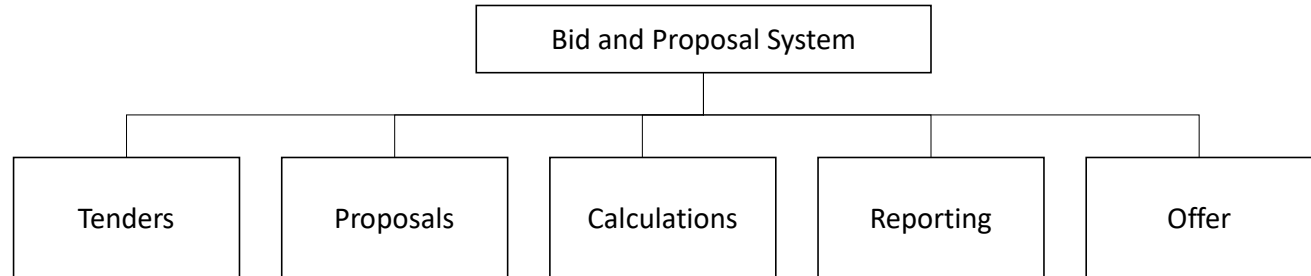 Bid and Proposal System
Tenders
Proposals
Calculations
Reporting
Offer